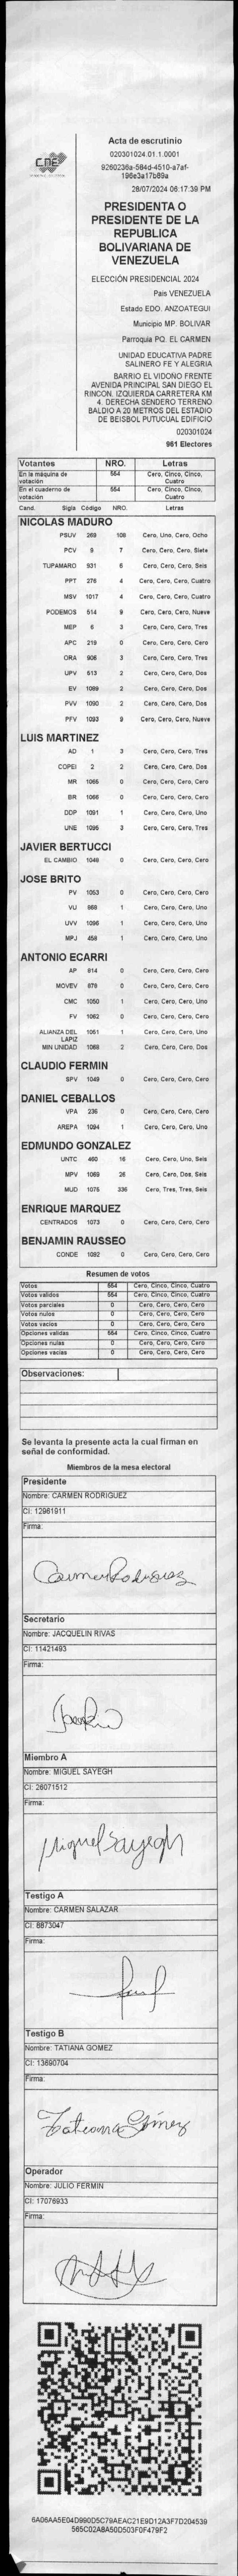 CNE
Acta de escrutinio
020301024.01.1.0001
9260236a-584d-4510-a7af-
196e3a17b89a
28/07/2024 06:17:39 PM
PRESIDENTA O
PRESIDENTE DE LA
REPUBLICA
BOLIVARIANA DE
VENEZUELA
ELECCIÓN PRESIDENCIAL 2024
Pais VENEZUELA
Estado EDO. ANZOATEGUI
Municipio MP. BOLIVAR
Parroquia PQ. EL CARMEN
UNIDAD EDUCATIVA PADRE
SALINERO FE Y ALEGRIA
BARRIO EL VIDOÑO FRENTE
AVENIDA PRINCIPAL SAN DIEGO EL
RINCON. IZQUIERDA CARRETERA KM
4. DERECHA SENDERO TERRENO
BALDIO A 20 METROS DEL ESTADIO
DE BEISBOL PUTUCUAL EDIFICIO
020301024
961 Electores
Votantes NRO. Letras
En la máquina de votación 554 Cero, Cinco, Cinco, Cuatro
En el cuaderno de votación 554 Cero, Cinco, Cinco, Cuatro
Cand. Sigla Código NRO. Letras
NICOLAS MADURO
PSUV 269 108 Cero, Uno, Cero, Ocho
PCV 9 7 Cero, Cero, Cero, Siete
TUPAMARO 931 6 Cero, Cero, Cero, Seis
PPT 276 4 Cero, Cero, Cero, Cuatro
MSV 1017 4 Cero, Cero, Cero, Cuatro
PODEMOS 514 9 Cero, Cero, Cero, Nueve
MEP 6 3 Cero, Cero, Cero, Tres
APC 219 0 Cero, Cero, Cero, Cero
ORA 906 3 Cero, Cero, Cero, Tres
UPV 613 2 Cero, Cero, Cero, Dos
EV 1089 2 Cero, Cero, Cero, Dos
PVV 1090 2 Cero, Cero, Cero, Dos
PFV 1093 9 Cero, Cero, Cero, Nueve
LUIS MARTINEZ
AD 1 3 Cero, Cero, Cero, Tres
COPEI 2 2 Cero, Cero, Cero, Dos
MR 1065 0 Cero, Cero, Cero, Cero
BR 1066 0 Cero, Cero, Cero, Cero
DDP 1091 1 Cero, Cero, Cero, Uno
UNE 1095 3 Cero, Cero, Cero, Tres
JAVIER BERTUCCI
EL CAMBIO 1048 0 Cero, Cero, Cero, Cero
JOSE BRITO
PV 1053 0 Cero, Cero, Cero, Cero
VU 668 1 Cero, Cero, Cero, Uno
UVV 1096 1 Cero, Cero, Cero, Uno
MPJ 458 1 Cero, Cero, Cero, Uno
ANTONIO ECARRI
AP 814 0 Cero, Cero, Cero, Cero
MOVEV 879 0 Cero, Cero, Cero, Cero
CMC 1050 1 Cero, Cero, Cero, Uno
FV 1062 0 Cero, Cero, Cero, Cero
ALIANZA DEL LAPIZ 1051 1 Cero, Cero, Cero, Uno
MIN UNIDAD 1068 2 Cero, Cero, Cero, Dos
CLAUDIO FERMIN
SPV 1049 0 Cero, Cero, Cero, Cero
DANIEL CEBALLOS
VPA 236 0 Cero, Cero, Cero, Cero
AREPA 1094 1 Cero, Cero, Cero, Uno
EDMUNDO GONZALEZ
UNTC 460 16 Cero, Cero, Uno, Seis
MPV 1069 26 Cero, Cero, Dos, Seis
MUD 1075 336 Cero, Tres, Tres, Seis
ENRIQUE MARQUEZ
CENTRADOS 1073 0 Cero, Cero, Cero, Cero
BENJAMIN RAUSSEO
CONDE 1092 0 Cero, Cero, Cero, Cero
Resumen de votos
Votos 554 Cero, Cinco, Cinco, Cuatro
Votos validos 554 Cero, Cinco, Cinco, Cuatro
Votos parciales 0 Cero, Cero, Cero, Cero
Votos nulos 0 Cero, Cero, Cero, Cero
Votos vacios 0 Cero, Cero, Cero, Cero
Opciones validas 554 Cero, Cinco, Cinco, Cuatro
Opciones nulas 0 Cero, Cero, Cero, Cero
Opciones vacias 0 Cero, Cero, Cero, Cero
Observaciones:
Se levanta la presente acta la cual firman en
señal de conformidad.
Miembros de la mesa electoral
Presidente
Nombre: CARMEN RODRIGUEZ
CI: 12961911
Firma:
Carmen Rodriguez
Secretario
Nombre: JACQUELIN RIVAS
CI: 11421493
Firma:
Miembro A
Nombre: MIGUEL SAYEGH
CI: 26071512
Firma:
Miguel Sayegh
Testigo A
Nombre: CARMEN SALAZAR
CI: 8873047
Firma:
Testigo B
Nombre: TATIANA GOMEZ
CI: 13690704
Firma:
Tatiana Gómez
Operador
Nombre: JULIO FERMIN
CI: 17076933
Firma:
6A06AA5E04D990D5C79AEAC21E9D12A3F7D204539
565C02A8A50D503F0F479F2